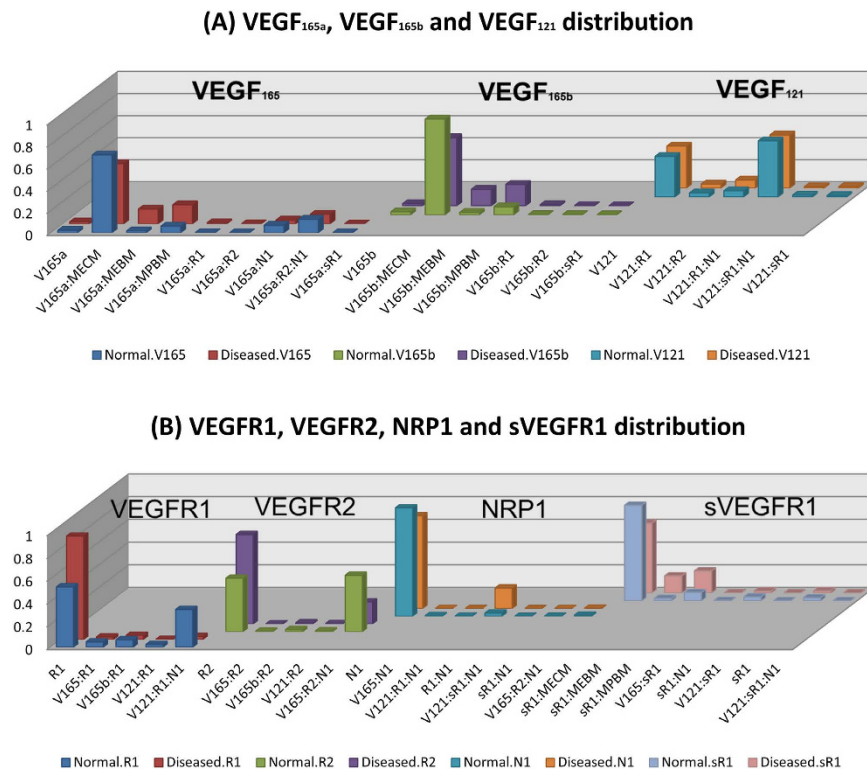 (A) VEGF165a, VEGF165b and VEGF121 distribution
VEGF165
VEGF165b
VEGF121
1
0.8
0.6
0.4
0.2
0
V165a
V165a:MECM
V165a:MEBM
V165a:MPBM
V165a:R1
V165a:R2
V165a:N1
V165a:R2:N1
V165a:sR1
V165b
V165b:MECM
V165b:MEBM
V165b:MPBM
V165b:R1
V165b:R2
V165b:sR1
V121
V121:R1
V121:R2
V121:R1:N1
V121:sR1:N1
V121:sR1
Normal.V165 Diseased.V165 Normal.V165b Diseased.V165b Normal.V121 Diseased.V121
(B) VEGFR1, VEGFR2, NRP1 and sVEGFR1 distribution
VEGFR1
VEGFR2
NRP1
sVEGFR1
1
0.8
0.6
0.4
0.2
0
R1
V165:R1
V165b:R1
V121:R1
V121:R1:N1
R2
V165:R2
V165b:R2
V121:R2
V165:R2:N1
N1
V165:N1
V121:R1:N1
R1:N1
V121:sR1:N1
sR1:N1
V165:R2:N1
sR1:MECM
sR1:MEBM
sR1:MPBM
V165:sR1
sR1:N1
V121:sR1
sR1
V121:sR1:N1
Normal.R1 Diseased.R1 Normal.R2 Diseased.R2 Normal.N1 Diseased.N1 Normal.sR1 Diseased.sR1